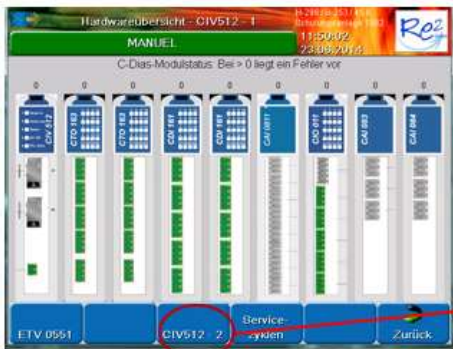 Hardwareübersicht - CIV512 - 1
11:50:02
23.09.2014
Re2
MANUEL
C-Dias-Modulstatus. Bei > 0 liegt ein Fehler vor
0 0 0 0 0 0 0 0 0
CIV 512
CTO 163
CTO 163
CDI 161
CDI 161
CAI 0811
CIO 011
CAI 083
CAI 084
ETV 0551
CIV512 - 2
Service-
zyklen
Zurück